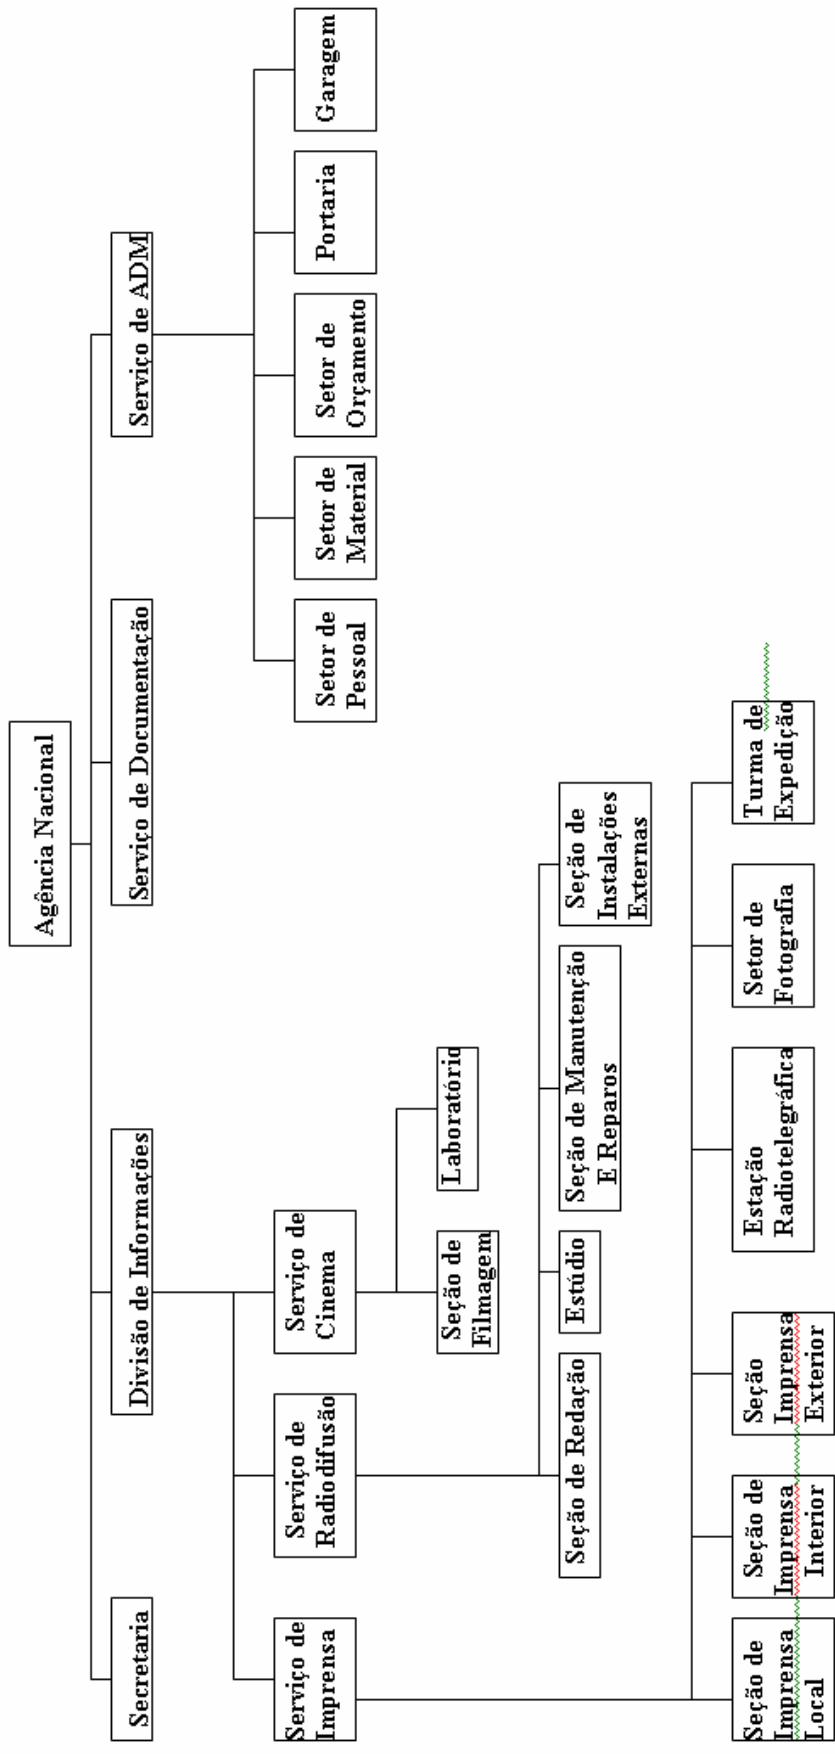 Agência Nacional
Secretaria
Divisão de Informações
Serviço de Documentação
Serviço de ADM
Serviço de
Imprensa
Serviço de
Radiodifusão
Serviço de
Cinema
Setor de
Pessoal
Setor de
Material
Setor de
Orçamento
Portaria
Garagem
Seção de
Filmagem
Laboratório
Seção de Redação
Estúdio
Seção de Manutenção
E Reparos
Seção de
Instalações
Externas
Seção de
Imprensa
Local
Seção de
Imprensa
Interior
Seção
Imprensa
Exterior
Estação
Radiotelegráfica
Setor de
Fotografia
Turma de
Expedição